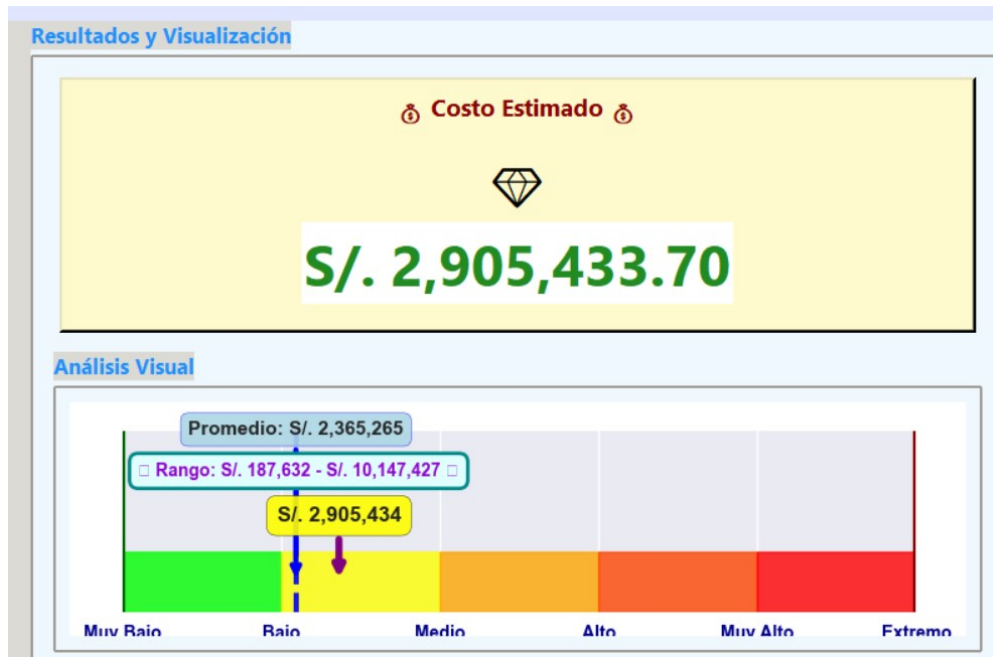 Resultados y Visualización
Costo Estimado
S/. 2,905,433.70
Análisis Visual
Promedio: S/. 2,365,265
Rango: S/. 187,632 - S/. 10,147,427
S/. 2,905,434
Muy Bajo Bajo Medio Alto Muy Alto Extremo